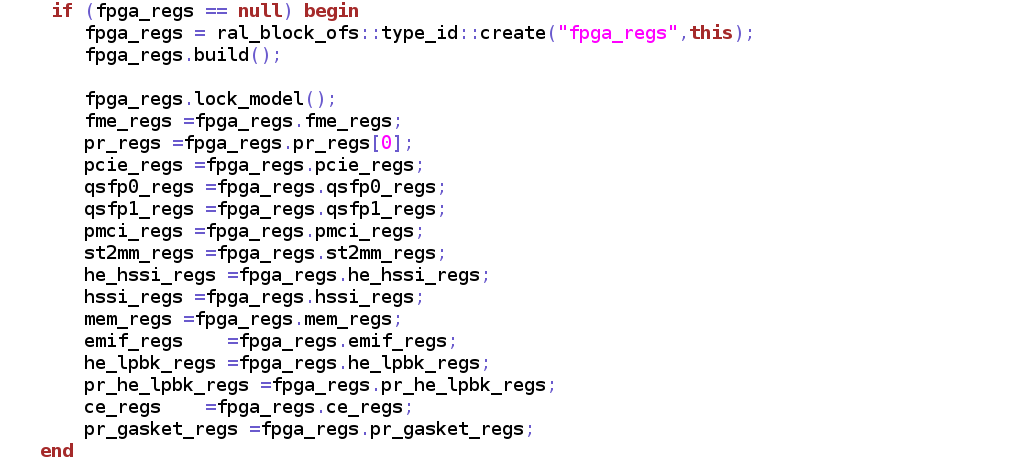 if (fpga_regs == null) begin
fpga_regs = ral_block_ofs::type_id::create("fpga_regs",this);
fpga_regs.build();
fpga_regs.lock_model();
fme_regs =fpga_regs.fme_regs;
pr_regs =fpga_regs.pr_regs[0];
pcie_regs =fpga_regs.pcie_regs;
qsfp0_regs =fpga_regs.qsfp0_regs;
qsfp1_regs =fpga_regs.qsfp1_regs;
pmci_regs =fpga_regs.pmci_regs;
st2mm_regs =fpga_regs.st2mm_regs;
he_hssi_regs =fpga_regs.he_hssi_regs;
hssi_regs =fpga_regs.hssi_regs;
mem_regs =fpga_regs.mem_regs;
emif_regs    =fpga_regs.emif_regs;
he_lpbk_regs =fpga_regs.he_lpbk_regs;
pr_he_lpbk_regs =fpga_regs.pr_he_lpbk_regs;
ce_regs    =fpga_regs.ce_regs;
pr_gasket_regs =fpga_regs.pr_gasket_regs;
end